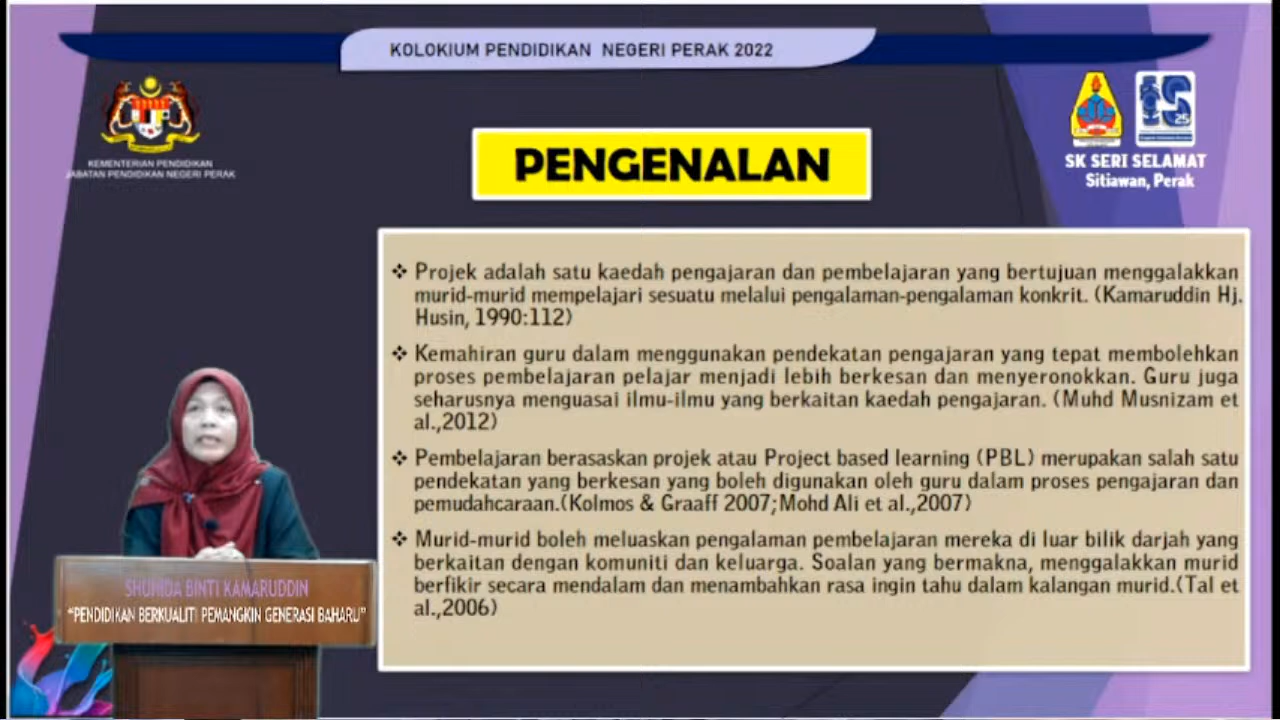 KOLOKIUM PENDIDIKAN NEGERI PERAK 2022
KEMENTERIAN PENDIDIKAN
JABATAN PENDIDIKAN NEGERI PERAK
SK SERI SELAMAT
Sitiawan, Perak
PENGENALAN
❖ Projek adalah satu kaedah pengajaran dan pembelajaran yang bertujuan menggalakkan
murid-murid mempelajari sesuatu melalui pengalaman-pengalaman konkrit. (Kamaruddin Hj.
Husin, 1990:112)
❖ Kemahiran guru dalam menggunakan pendekatan pengajaran yang tepat membolehkan
proses pembelajaran pelajar menjadi lebih berkesan dan menyeronokkan. Guru juga
seharusnya menguasai ilmu-ilmu yang berkaitan kaedah pengajaran. (Muhd Musnizam et
al.,2012)
❖ Pembelajaran berasaskan projek atau Project based learning (PBL) merupakan salah satu
pendekatan yang berkesan yang boleh digunakan oleh guru dalam proses pengajaran dan
pemudahcaraan.(Kolmos & Graaff 2007;Mohd Ali et al.,2007)
❖ Murid-murid boleh meluaskan pengalaman pembelajaran mereka di luar bilik darjah yang
berkaitan dengan komuniti dan keluarga. Soalan yang bermakna, menggalakkan murid
berfikir secara mendalam dan menambahkan rasa ingin tahu dalam kalangan murid.(Tal et
al.,2006)
SHUHIDA BINTI KAMARUDDIN
“PENDIDIKAN BERKUALITI PEMANGKIN GENERASI BAHARU”